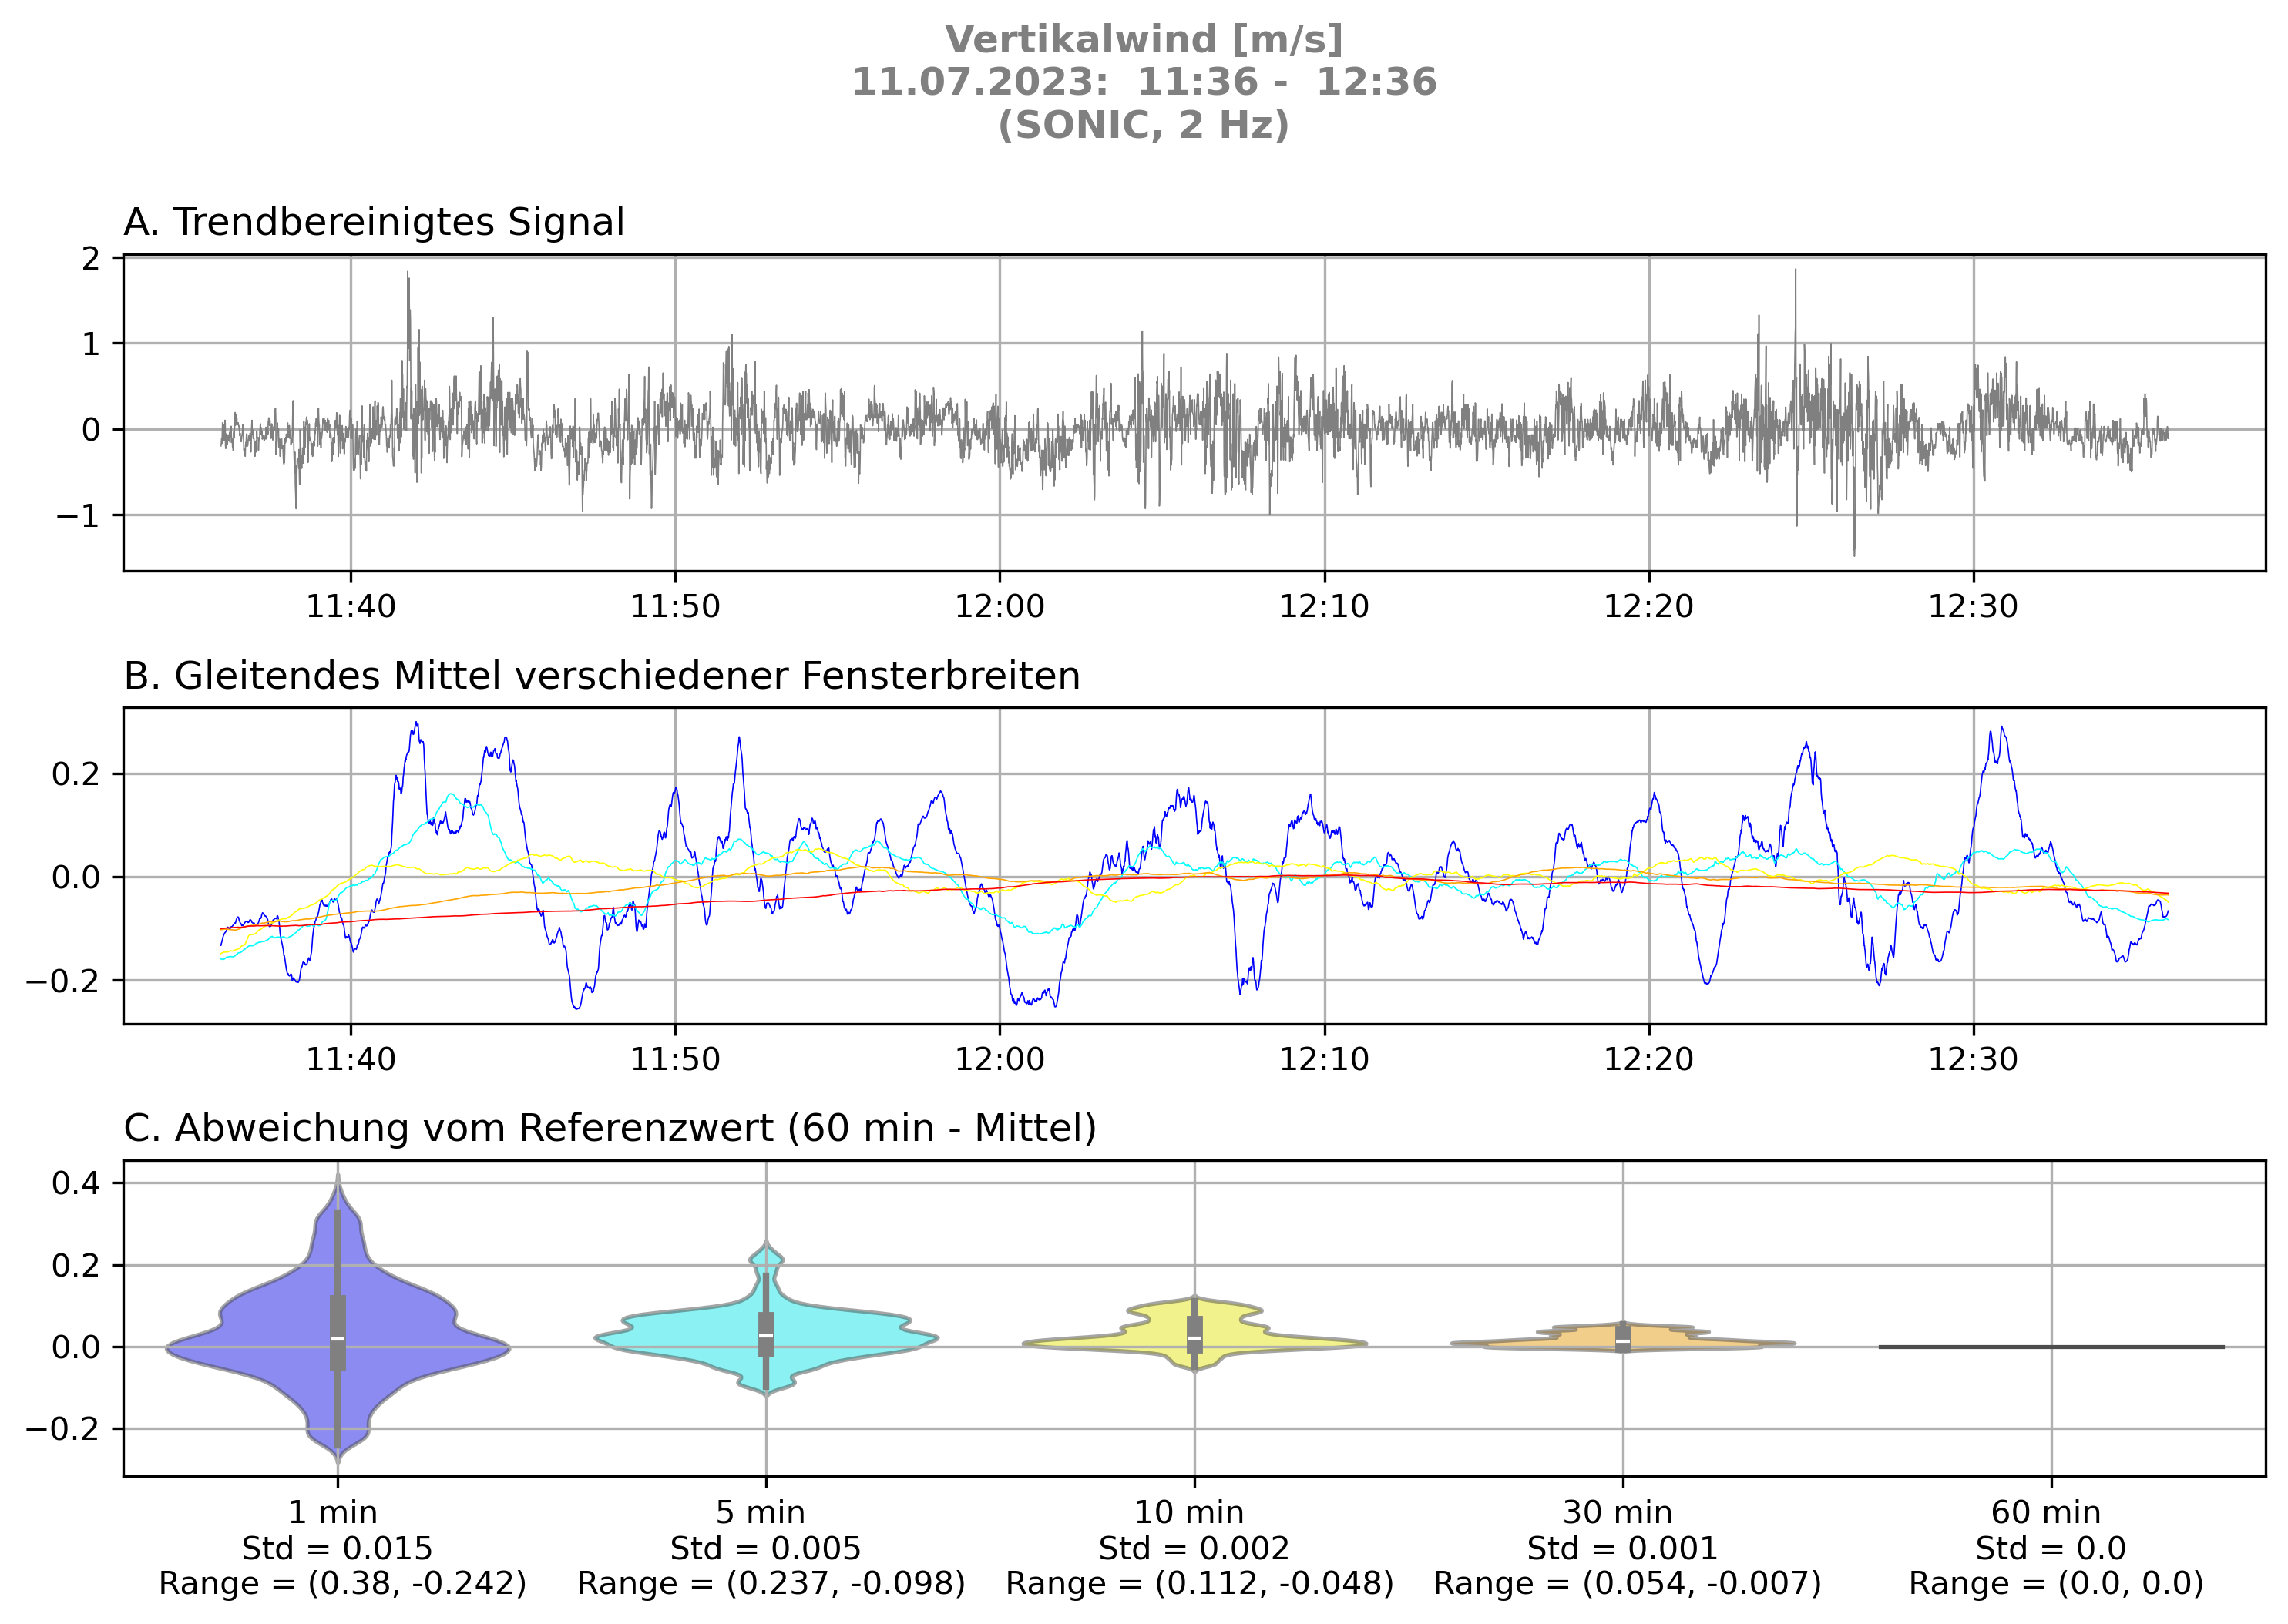 Vertikalwind [m/s]
11.07.2023:  11:36 -  12:36
(SONIC, 2 Hz)
A. Trendbereinigtes Signal
2
1
0
−1
11:40 11:50 12:00 12:10 12:20 12:30
B. Gleitendes Mittel verschiedener Fensterbreiten
0.2
0.0
−0.2
11:40 11:50 12:00 12:10 12:20 12:30
C. Abweichung vom Referenzwert (60 min - Mittel)
0.4
0.2
0.0
−0.2
1 min 5 min 10 min 30 min 60 min
Std = 0.015 Std = 0.005 Std = 0.002 Std = 0.001 Std = 0.0
Range = (0.38, -0.242) Range = (0.237, -0.098) Range = (0.112, -0.048) Range = (0.054, -0.007) Range = (0.0, 0.0)